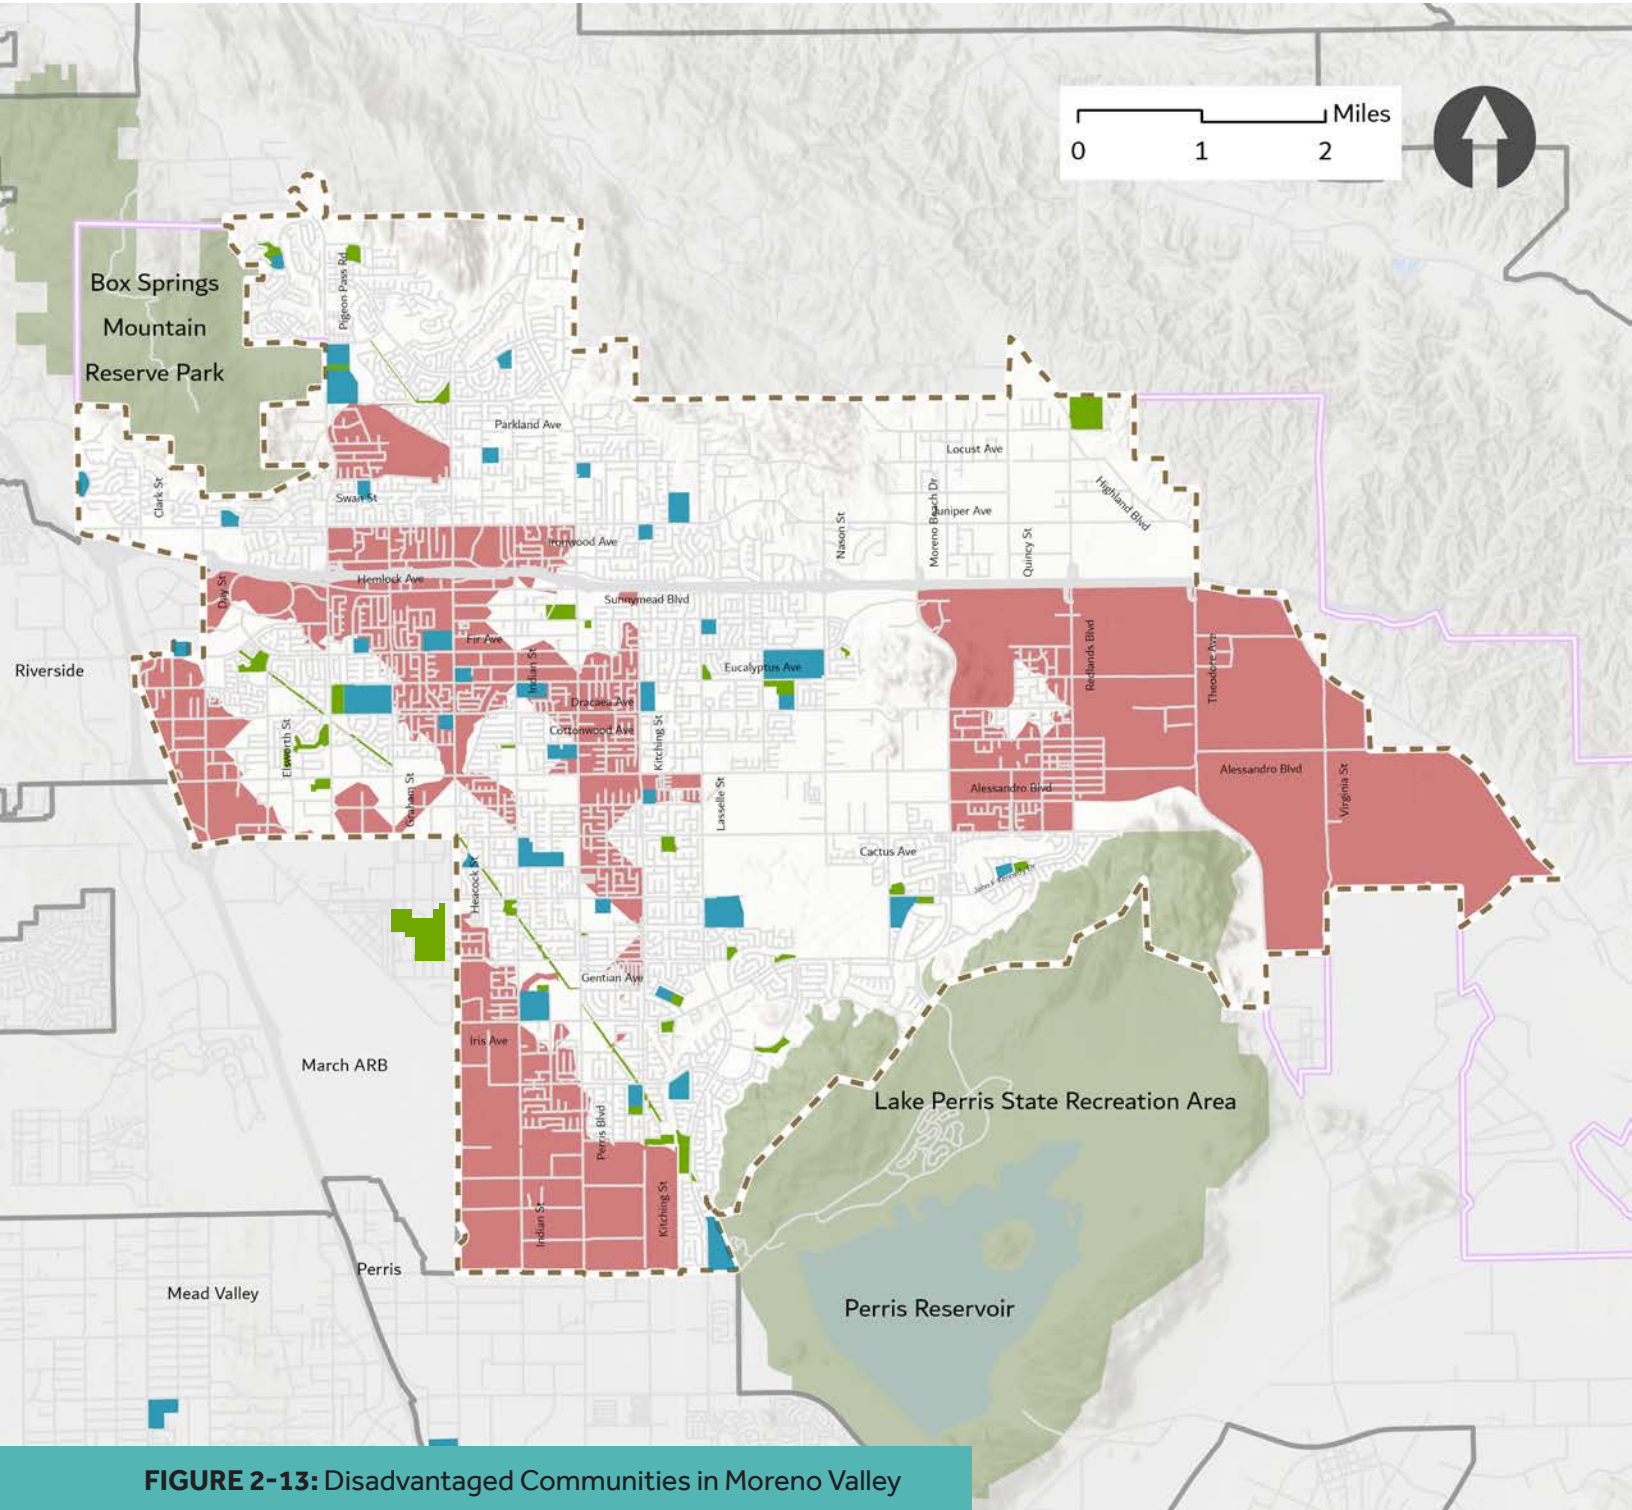 Miles
0 1 2
Box Springs
Mountain
Reserve Park
Pigeon Pass Rd
Parkland Ave
Locust Ave
Highland Blvd
Moreno Beach Dr
Juniper Ave
Clark St
Swan St
Nason St
Quincy St
Ironwood Ave
Hemlock Ave
Day St
Sunnymead Blvd
Fir Ave
Riverside
Indian St
Eucalyptus Ave
Redlands Blvd
Theodore Ave
Dracaea Ave
Cottonwood Ave
Kitching St
Elsworth St
Graham St
Lasselle St
Alessandro Blvd
Alessandro Blvd
Virginia St
Cactus Ave
John F Kennedy Dr
Heacock St
Gentian Ave
Iris Ave
March ARB
Lake Perris State Recreation Area
Perris Blvd
Indian St
Kitching St
Perris
Mead Valley
Perris Reservoir
FIGURE 2-13: Disadvantaged Communities in Moreno Valley